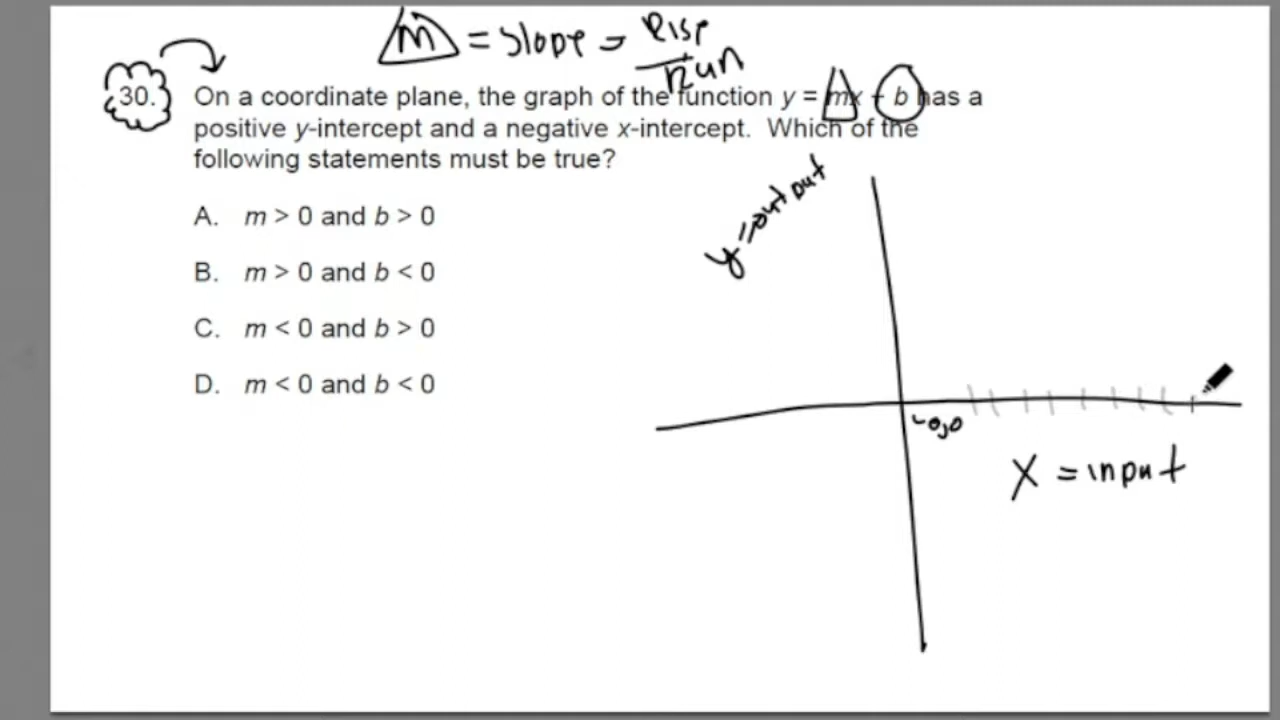 m = slope = Rise
Run
30. On a coordinate plane, the graph of the function y = mx + b has a
positive y-intercept and a negative x-intercept. Which of the
following statements must be true?
A. m > 0 and b > 0
B. m > 0 and b < 0
C. m < 0 and b > 0
D. m < 0 and b < 0
y = output
0,0
X = input